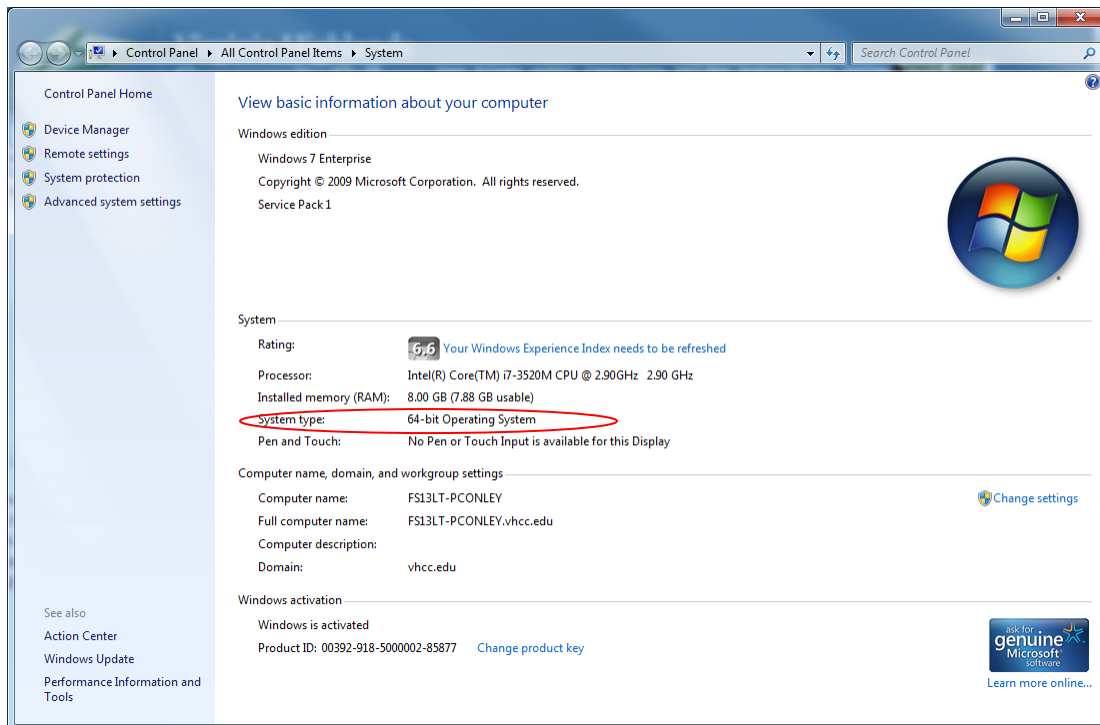 Control Panel ▸ All Control Panel Items ▸ System
Search Control Panel
Control Panel Home
Device Manager
Remote settings
System protection
Advanced system settings
See also
Action Center
Windows Update
Performance Information and
Tools
View basic information about your computer
Windows edition
Windows 7 Enterprise
Copyright © 2009 Microsoft Corporation. All rights reserved.
Service Pack 1
System
Rating: 6,6 Your Windows Experience Index needs to be refreshed
Processor: Intel(R) Core(TM) i7-3520M CPU @ 2.90GHz 2.90 GHz
Installed memory (RAM): 8.00 GB (7.88 GB usable)
System type: 64-bit Operating System
Pen and Touch: No Pen or Touch Input is available for this Display
Computer name, domain, and workgroup settings
Computer name: FS13LT-PCONLEY
Change settings
Full computer name: FS13LT-PCONLEY.vhcc.edu
Computer description:
Domain: vhcc.edu
Windows activation
Windows is activated
Product ID: 00392-918-5000002-85877 Change product key
ask for
genuine
Microsoft®
software
Learn more online...